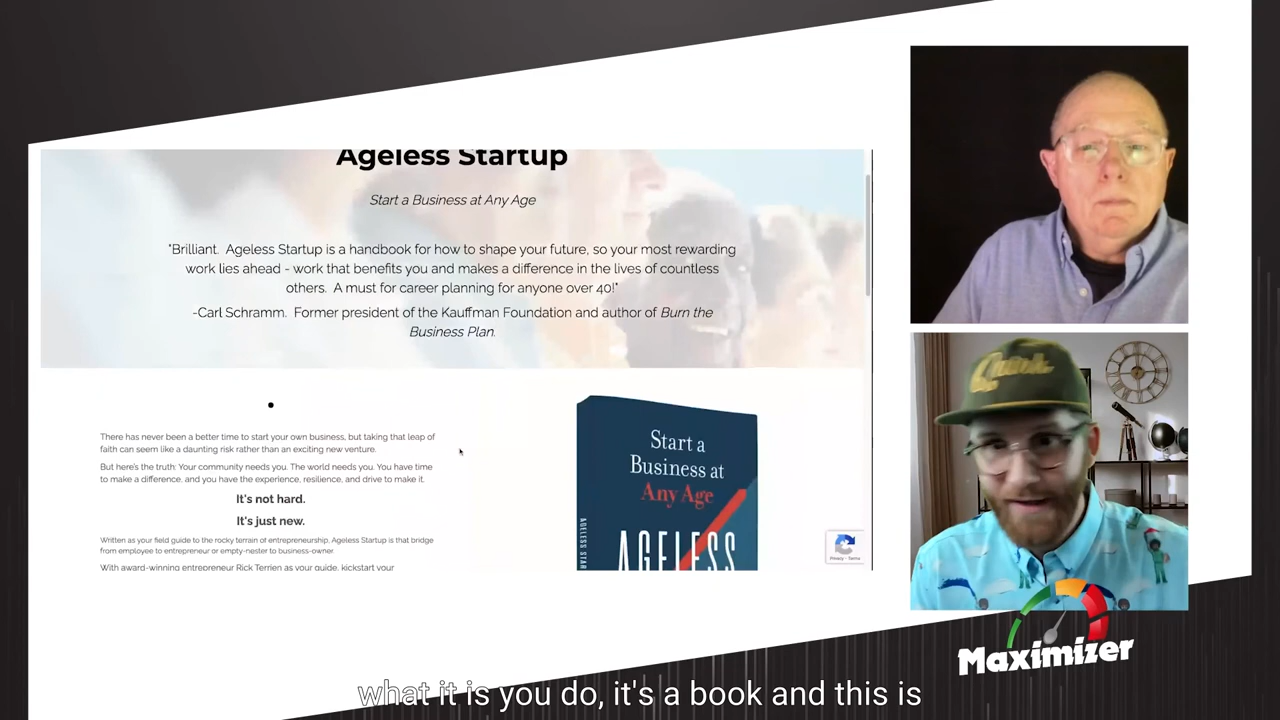 Ageless Startup
Start a Business at Any Age
"Brilliant. Ageless Startup is a handbook for how to shape your future, so your most rewarding
work lies ahead - work that benefits you and makes a difference in the lives of countless
others. A must for career planning for anyone over 40!"
-Carl Schramm. Former president of the Kauffman Foundation and author of Burn the
Business Plan.
There has never been a better time to start your own business, but taking that leap of
faith can seem like a daunting risk rather than an exciting new venture.
But here's the truth: Your community needs you. The world needs you. You have time
to make a difference, and you have the experience, resilience, and drive to make it.
It's not hard.
It's just new.
Written as your field guide to the rocky terrain of entrepreneurship, Ageless Startup is that bridge
from employee to entrepreneur or empty-nester to business-owner.
With award-winning entrepreneur Rick Terrien as your guide, kickstart your
Start a
Business at
Any Age
AGELESS
AGELESS STAR
Privacy - Terms
Maximizer
what it is you do, it's a book and this is